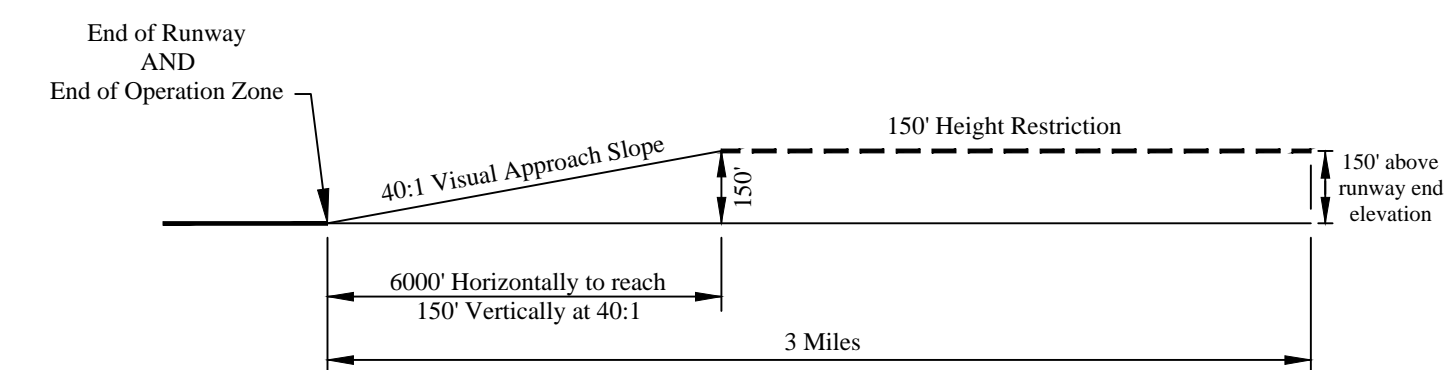 End of Runway
AND
End of Operation Zone
40:1 Visual Approach Slope
150' Height Restriction
150'
150' above
runway end
elevation
6000' Horizontally to reach
150' Vertically at 40:1
3 Miles